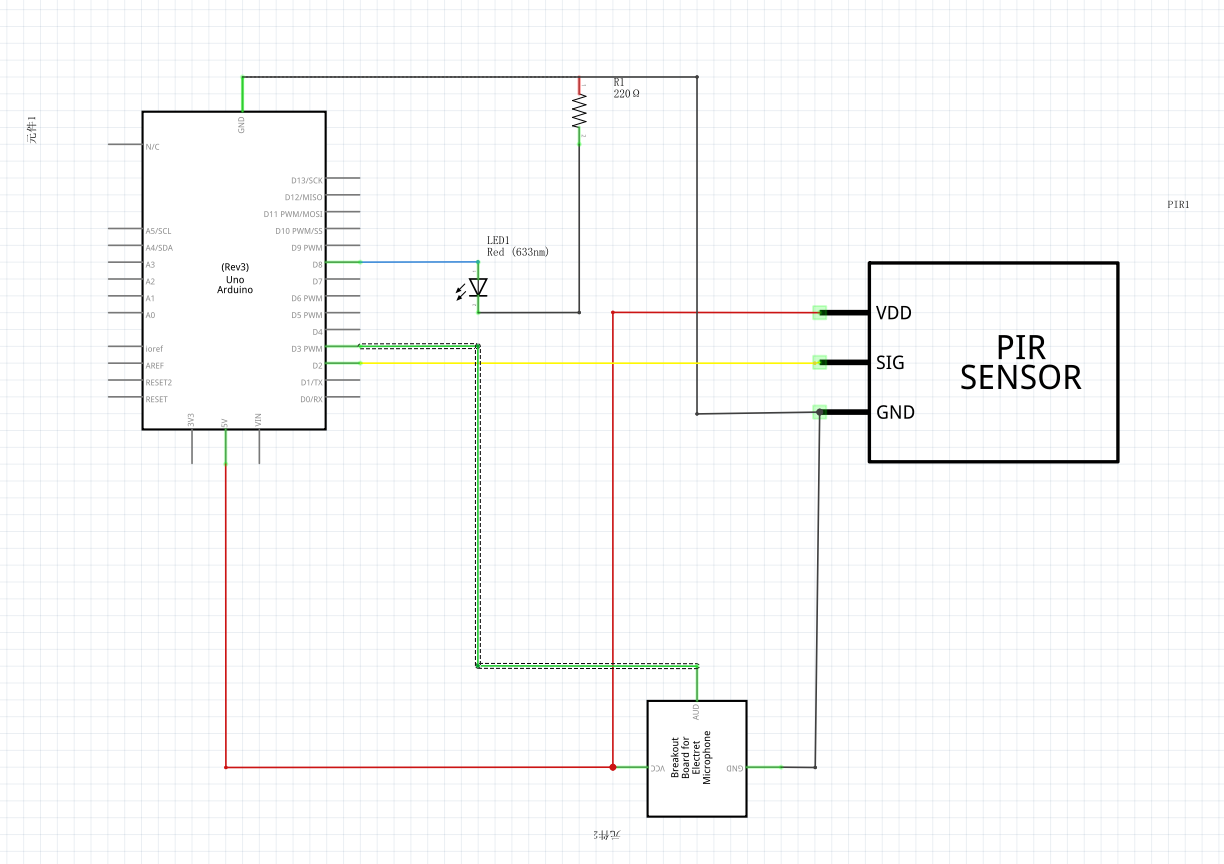 R1
220Ω
元件1
GND
N/C
D13/SCK
D12/MISO
D11 PWM/MOSI
A5/SCL
D10 PWM/SS
A4/SDA
D9 PWM
A3
D8
A2
D7
A1
D6 PWM
A0
D5 PWM
D4
ioref
D3 PWM
AREF
D2
RESET2
D1/TX
RESET
D0/RX
(Rev3)
Uno
Arduino
3V3
5V
VIN
LED1
Red (633nm)
PIR1
VDD
SIG
GND
PIR
SENSOR
AUD
Breakout
Board for
Electret
Microphone
VCC
GND
元件2